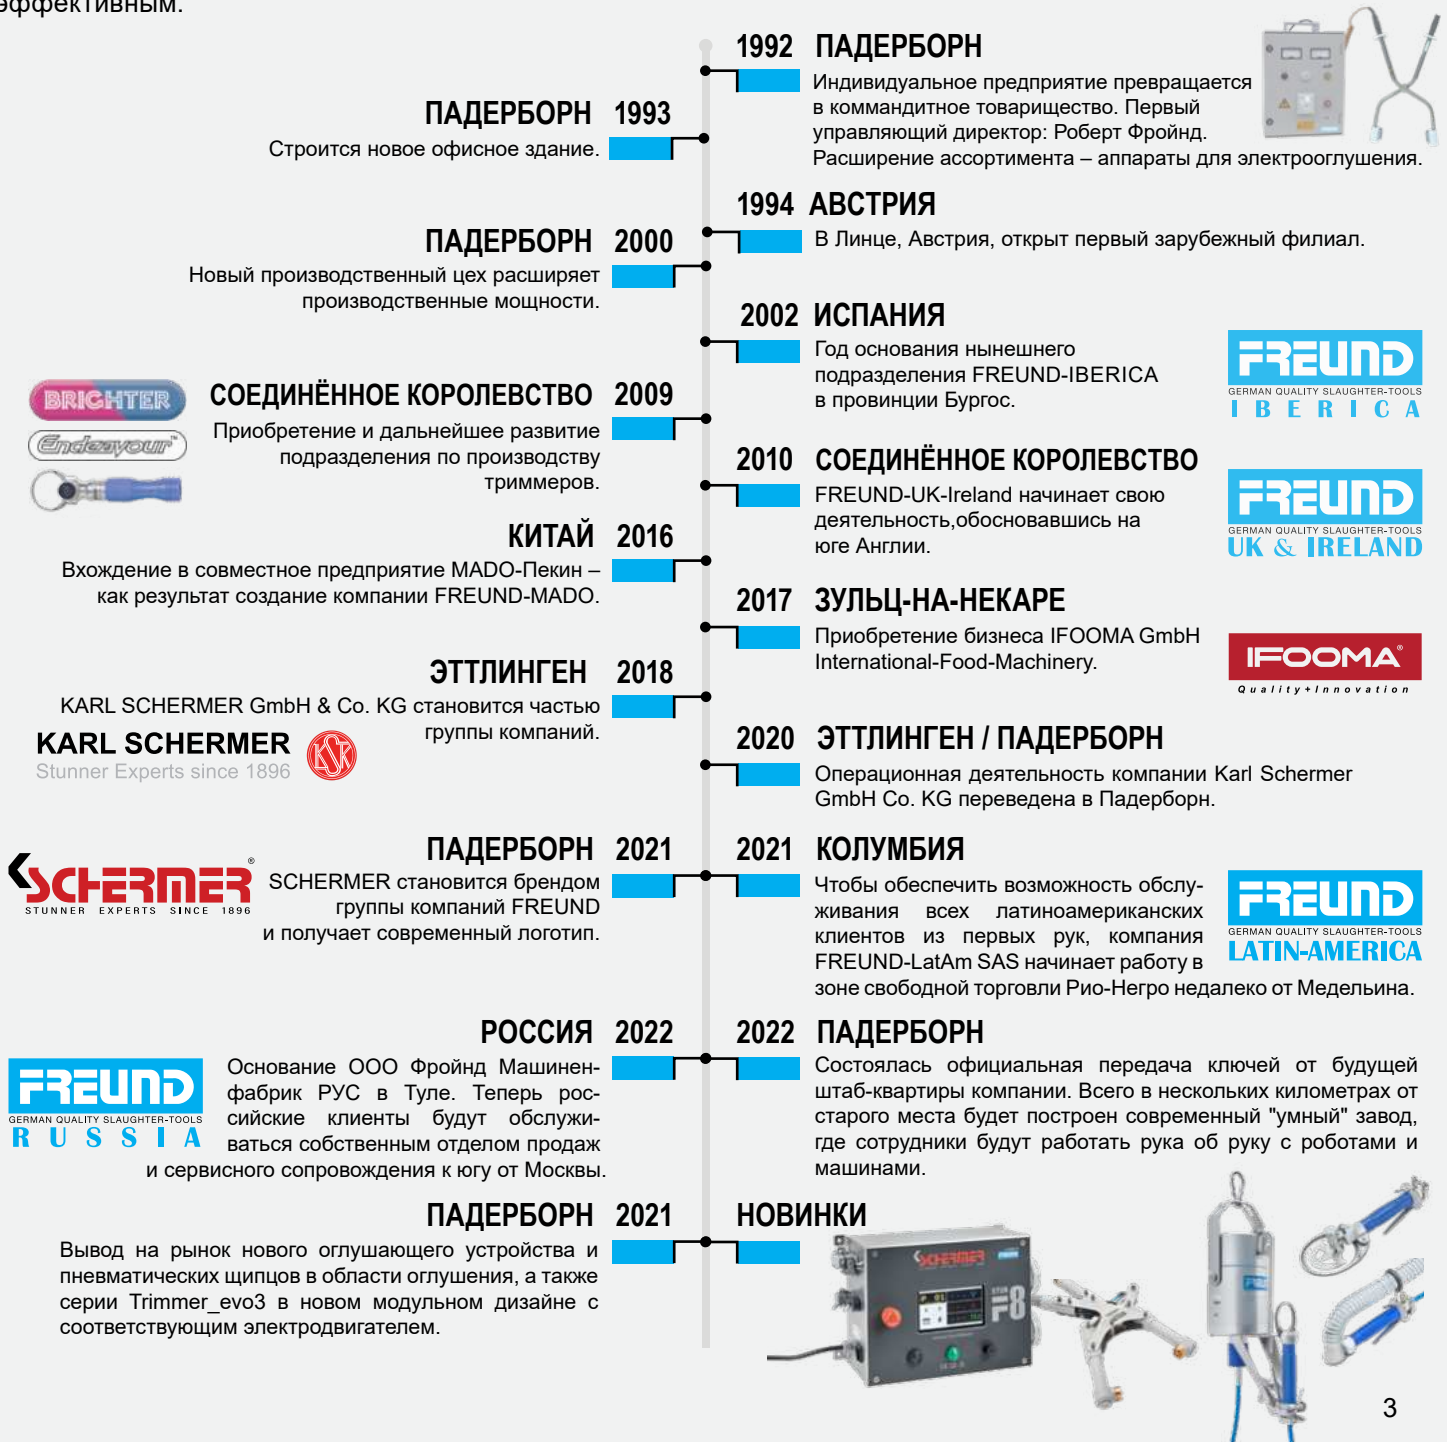 эффективным.
1992 ПАДЕРБОРН
Индивидуальное предприятие превращается
в коммандитное товарищество. Первый
управляющий директор: Роберт Фройнд.
Расширение ассортимента – аппараты для электрооглушения.
ПАДЕРБОРН 1993
Строится новое офисное здание.
1994 АВСТРИЯ
В Линце, Австрия, открыт первый зарубежный филиал.
ПАДЕРБОРН 2000
Новый производственный цех расширяет
производственные мощности.
2002 ИСПАНИЯ
Год основания нынешнего
подразделения FREUND-IBERICA
в провинции Бургос.
FREUND
GERMAN QUALITY SLAUGHTER-TOOLS
IBERICA
СОЕДИНЁННОЕ КОРОЛЕВСТВО 2009
Приобретение и дальнейшее развитие
подразделения по производству
триммеров.
BRIGHTER
Endeavour™
2010 СОЕДИНЁННОЕ КОРОЛЕВСТВО
FREUND-UK-Ireland начинает свою
деятельность,обосновавшись на
юге Англии.
FREUND
GERMAN QUALITY SLAUGHTER-TOOLS
UK & IRELAND
КИТАЙ 2016
Вхождение в совместное предприятие MADO-Пекин –
как результат создание компании FREUND-MADO.
2017 ЗУЛЬЦ-НА-НЕКАРЕ
Приобретение бизнеса IFOOMA GmbH
International-Food-Machinery.
IFOOMA®
Quality+Innovation
ЭТТЛИНГЕН 2018
KARL SCHERMER GmbH & Co. KG становится частью
группы компаний.
KARL SCHERMER
Stunner Experts since 1896
KSK
2020 ЭТТЛИНГЕН / ПАДЕРБОРН
Операционная деятельность компании Karl Schermer
GmbH Co. KG переведена в Падерборн.
ПАДЕРБОРН 2021
SCHERMER становится брендом
группы компаний FREUND
и получает современный логотип.
SCHERMER®
STUNNER EXPERTS SINCE 1896
2021 КОЛУМБИЯ
Чтобы обеспечить возможность обслу-
живания всех латиноамериканских
клиентов из первых рук, компания
FREUND-LatAm SAS начинает работу в
зоне свободной торговли Рио-Негро недалеко от Медельина.
FREUND
GERMAN QUALITY SLAUGHTER-TOOLS
LATIN-AMERICA
РОССИЯ 2022
Основание ООО Фройнд Машинен-
фабрик РУС в Туле. Теперь рос-
сийские клиенты будут обслужи-
ваться собственным отделом продаж
и сервисного сопровождения к югу от Москвы.
FREUND
GERMAN QUALITY SLAUGHTER-TOOLS
RUSSIA
2022 ПАДЕРБОРН
Состоялась официальная передача ключей от будущей
штаб-квартиры компании. Всего в нескольких километрах от
старого места будет построен современный "умный" завод,
где сотрудники будут работать рука об руку с роботами и
машинами.
ПАДЕРБОРН 2021
Вывод на рынок нового оглушающего устройства и
пневматических щипцов в области оглушения, а также
серии Trimmer_evo3 в новом модульном дизайне с
соответствующим электродвигателем.
НОВИНКИ
SCHERMER
F8
3